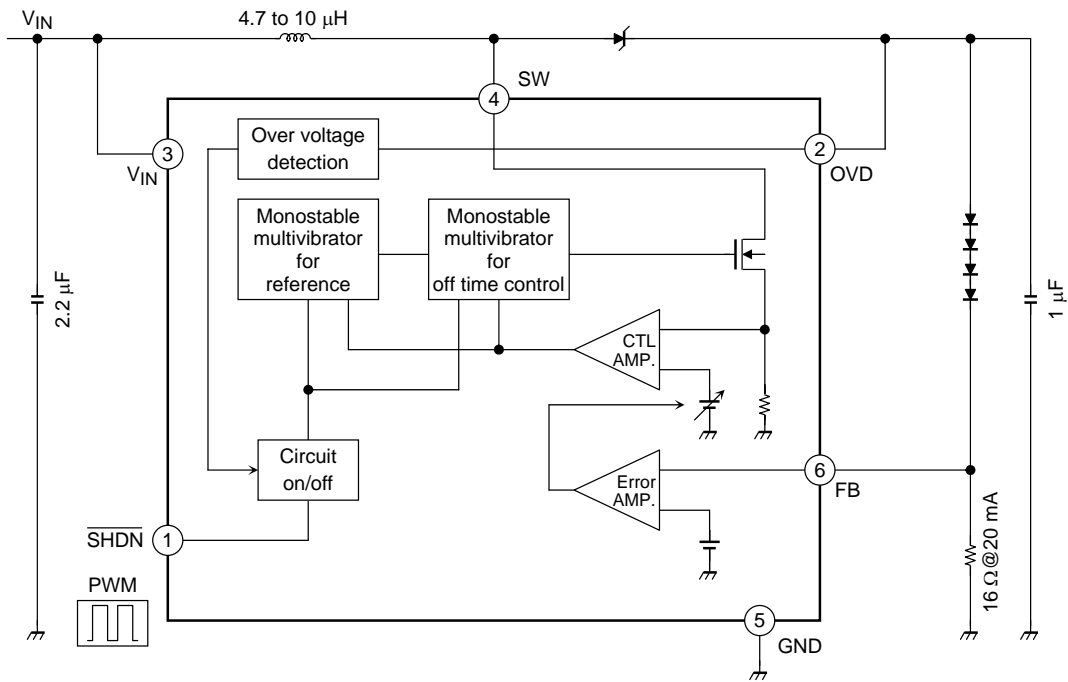 VIN
4.7 to 10 μH
SW
4
3
VIN
Over voltage
detection
2
OVD
Monostable
multivibrator
for
reference
Monostable
multivibrator
for
off time control
2.2 μF
1 μF
CTL
AMP.
Circuit
on/off
Error
AMP.
6
FB
SHDN
1
16 Ω@20 mA
PWM
5
GND